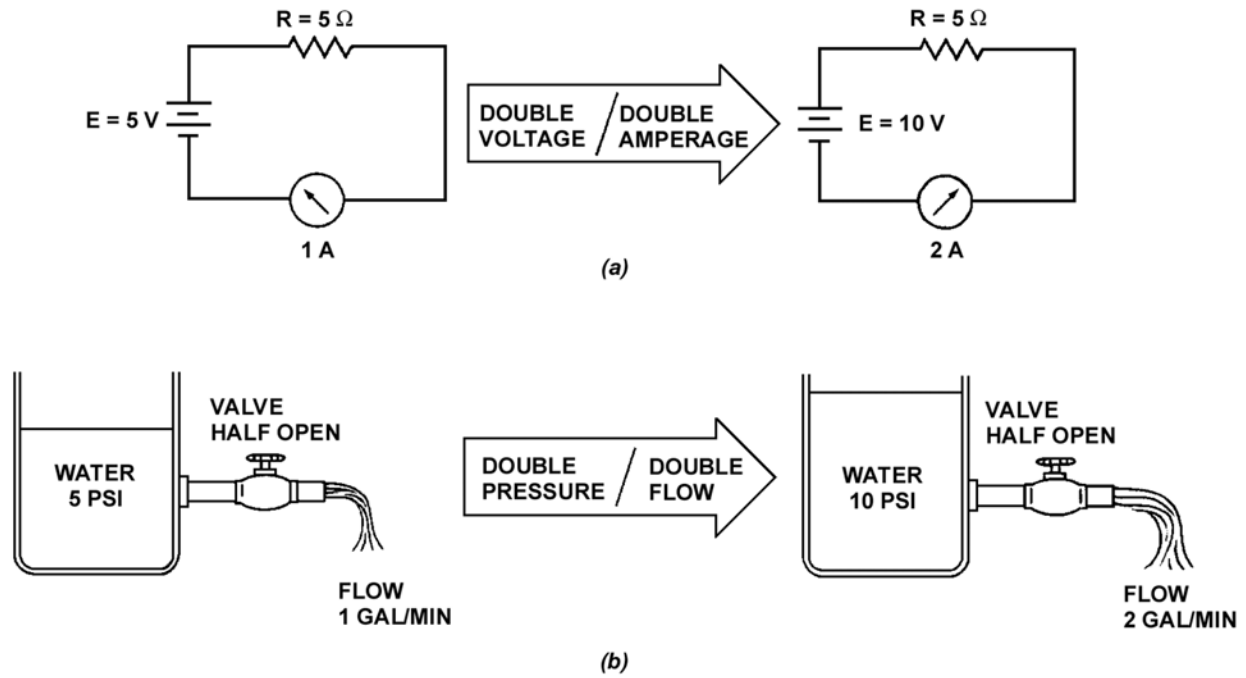 R = 5 Ω
E = 5 V
1 A
DOUBLE / DOUBLE
VOLTAGE / AMPERAGE
R = 5 Ω
E = 10 V
2 A
(a)
WATER
5 PSI
VALVE
HALF OPEN
FLOW
1 GAL/MIN
DOUBLE / DOUBLE
PRESSURE / FLOW
WATER
10 PSI
VALVE
HALF OPEN
FLOW
2 GAL/MIN
(b)